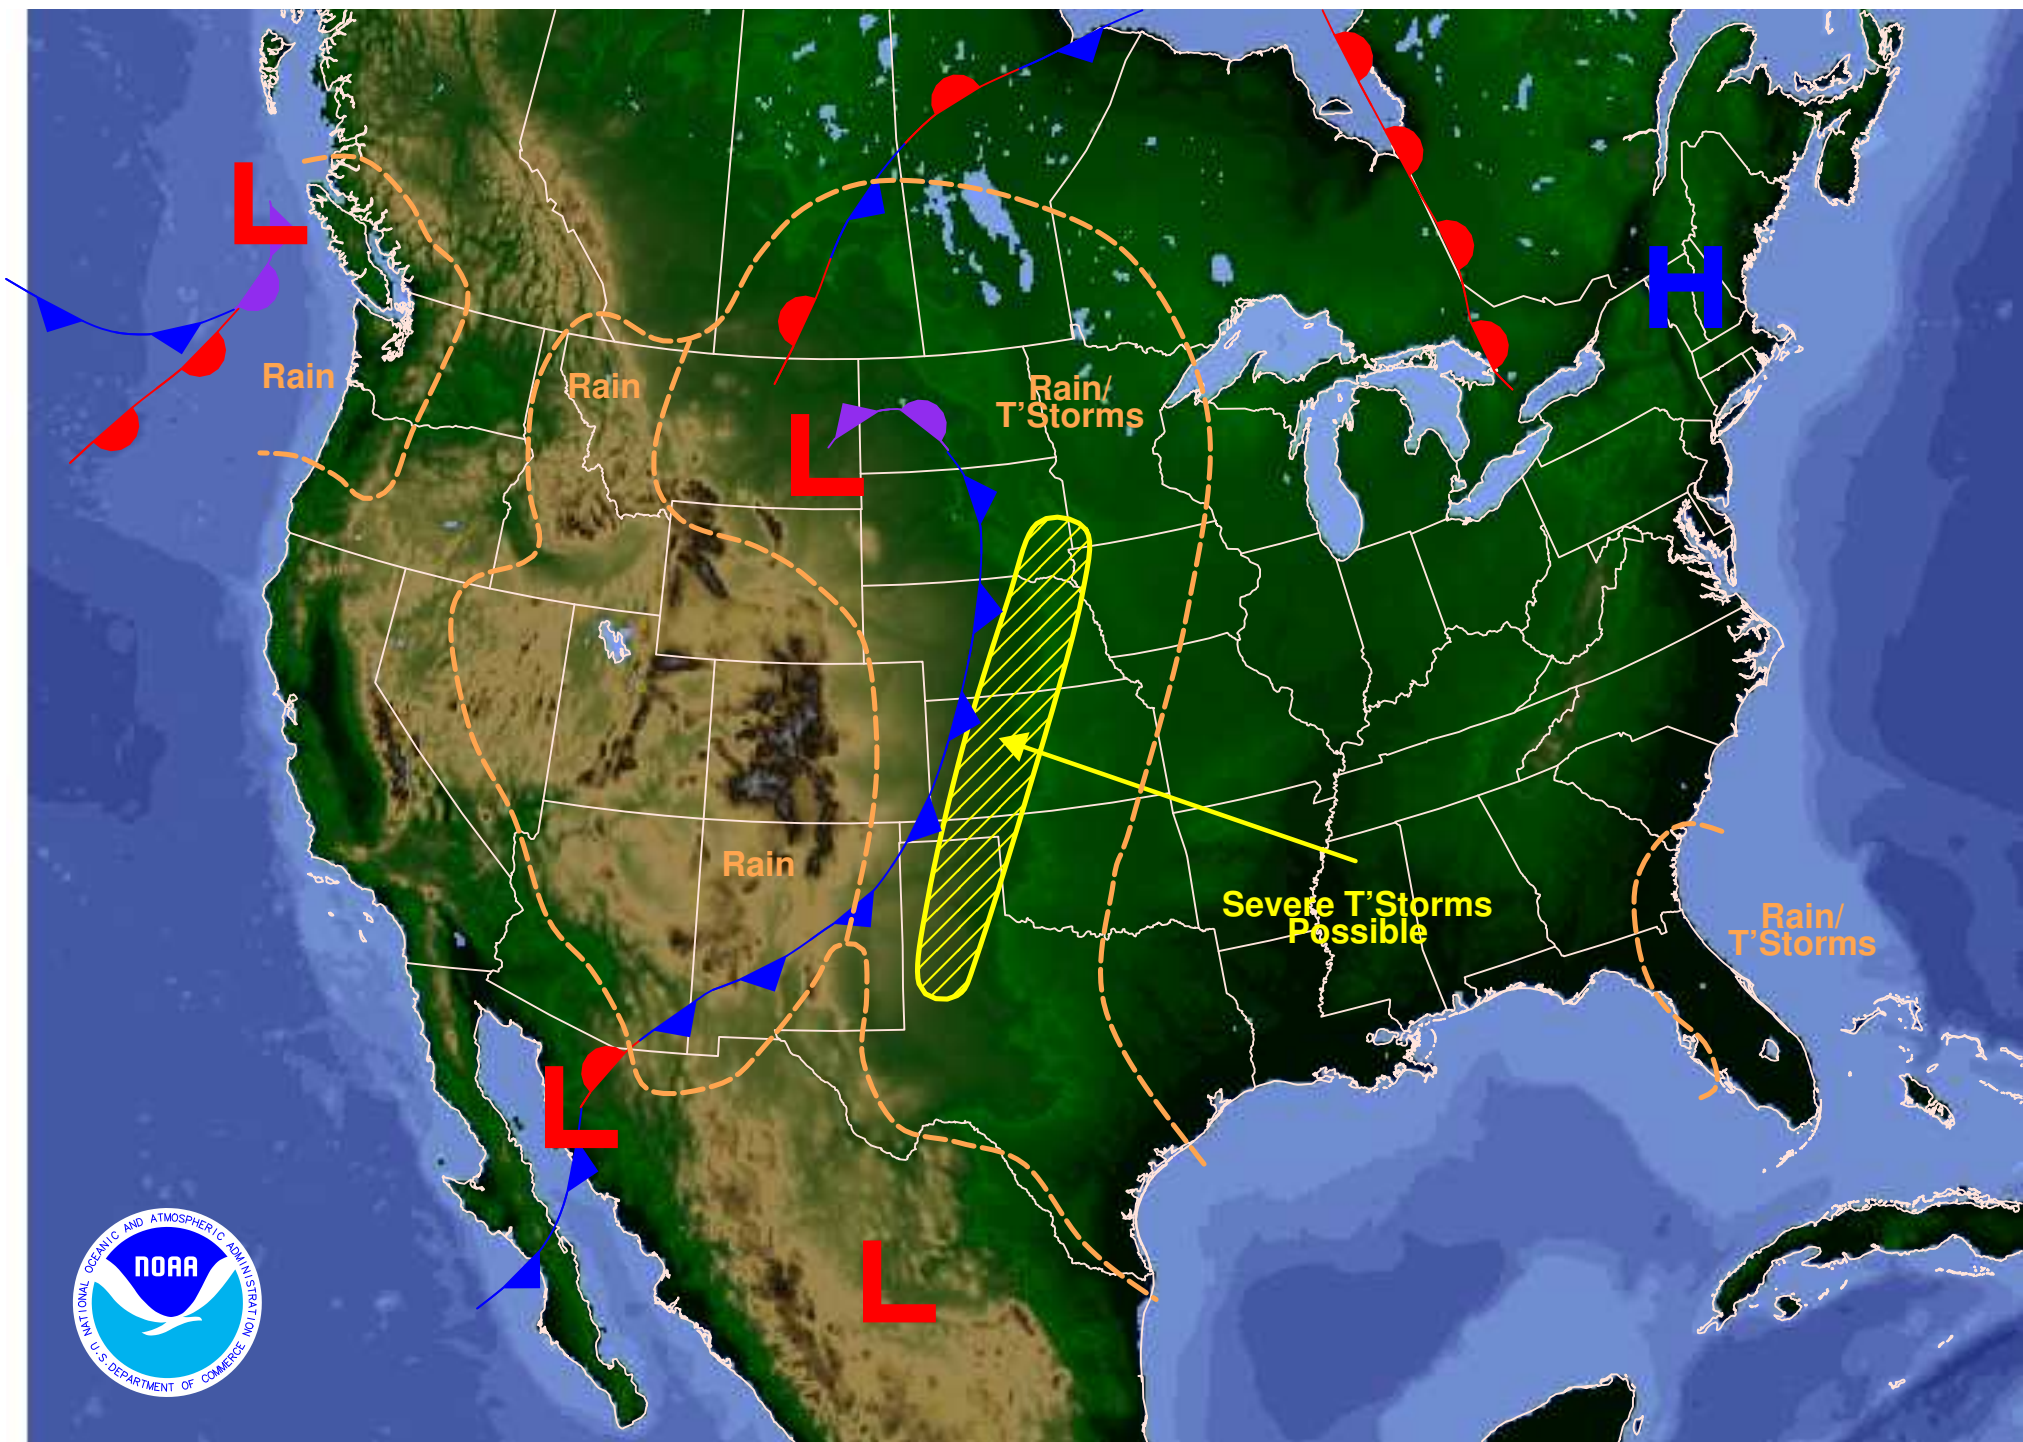 L
H
Rain
Rain
Rain/
T'Storms
L
Rain
Severe T'Storms
Possible
Rain/
T'Storms
L
L
NATIONAL OCEANIC AND ATMOSPHERIC ADMINISTRATION
NOAA
U.S. DEPARTMENT OF COMMERCE